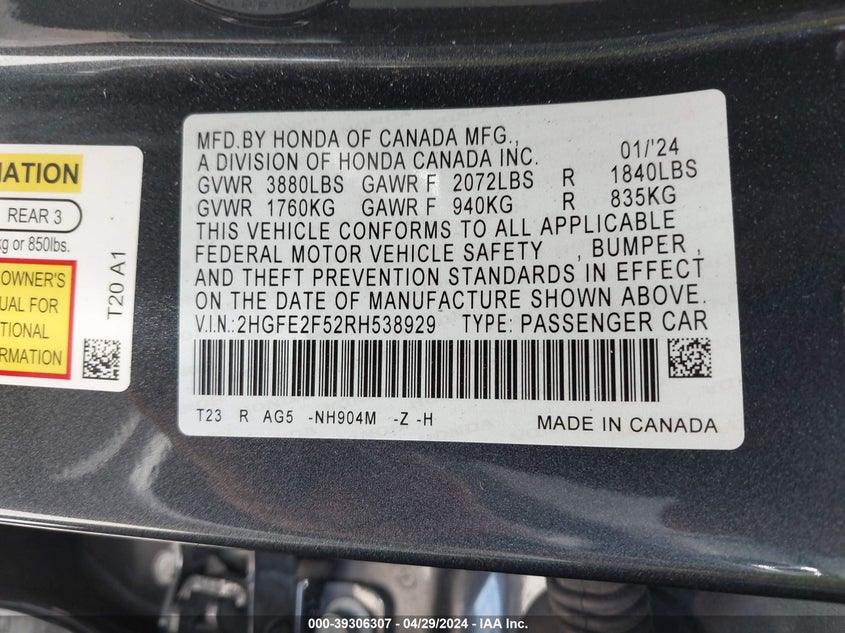 MATION
REAR 3
kg or 850lbs.
OWNER'S
UAL FOR
TIONAL
RMATION
T20 A1
MFD.BY HONDA OF CANADA MFG.,
A DIVISION OF HONDA CANADA INC. 01/'24
GVWR 3880LBS GAWR F 2072LBS R 1840LBS
GVWR 1760KG GAWR F 940KG R 835KG
THIS VEHICLE CONFORMS TO ALL APPLICABLE
FEDERAL MOTOR VEHICLE SAFETY , BUMPER ,
AND THEFT PREVENTION STANDARDS IN EFFECT
ON THE DATE OF MANUFACTURE SHOWN ABOVE.
V.I.N.:2HGFE2F52RH538929 TYPE: PASSENGER CAR
T23 R AG5 -NH904M -Z -H MADE IN CANADA
000-39306307 - 04/29/2024 - IAA Inc.